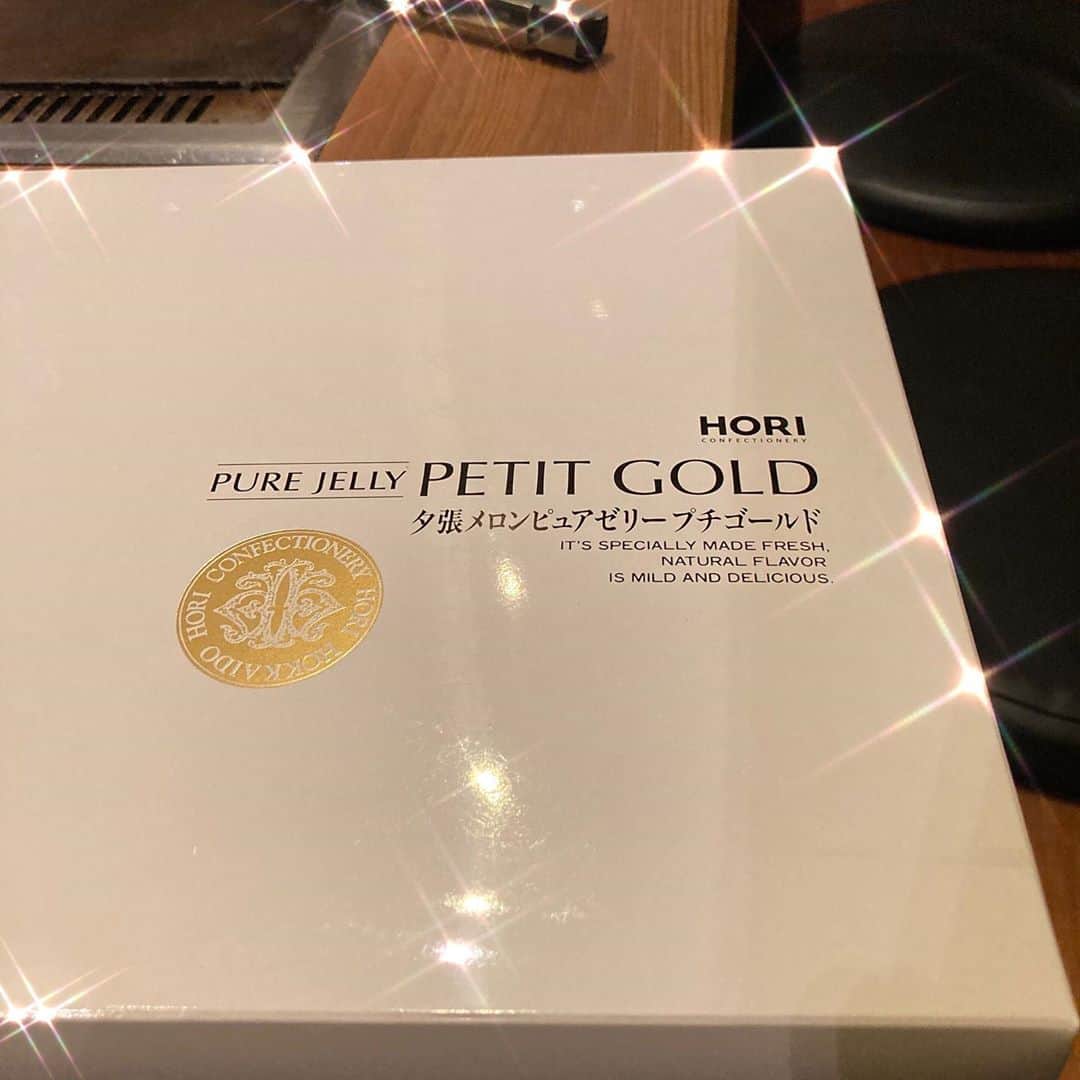 HORI
CONFECTIONERY
PURE JELLY PETIT GOLD
夕張メロンピュアゼリー プチゴールド
IT'S SPECIALLY MADE FRESH,
NATURAL FLAVOR
IS MILD AND DELICIOUS.
HORI CONFECTIONERY HORI HOKKAIDO